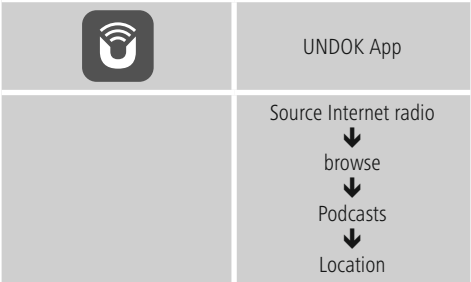 UNDOK App
Source Internet radio
🡻
browse
🡻
Podcasts
🡻
Location